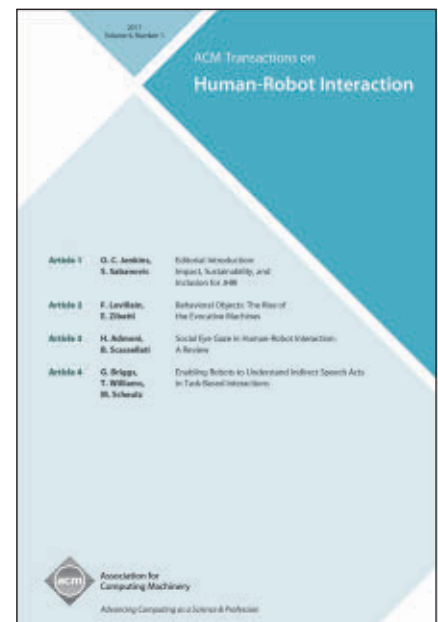 2017
Volume 6, Number 1
ACM Transactions on
Human-Robot Interaction
Article 1 O. C. Jenkins, Editorial Introduction
S. Sabanovic Impact, Sustainability, and
Inclusion for JHRI
Article 2 F. Levillain, Behavioral Objects: The Rise of
E. Zibetti the Evocative Machines
Article 3 H. Admoni, Social Eye Gaze in Human-Robot Interaction:
B. Scassellati A Review
Article 4 G. Briggs, Enabling Robots to Understand Indirect Speech Acts
T. Williams, in Task-Based Interactions
M. Scheutz
acm
Association for
Computing Machinery
Advancing Computing as a Science & Profession